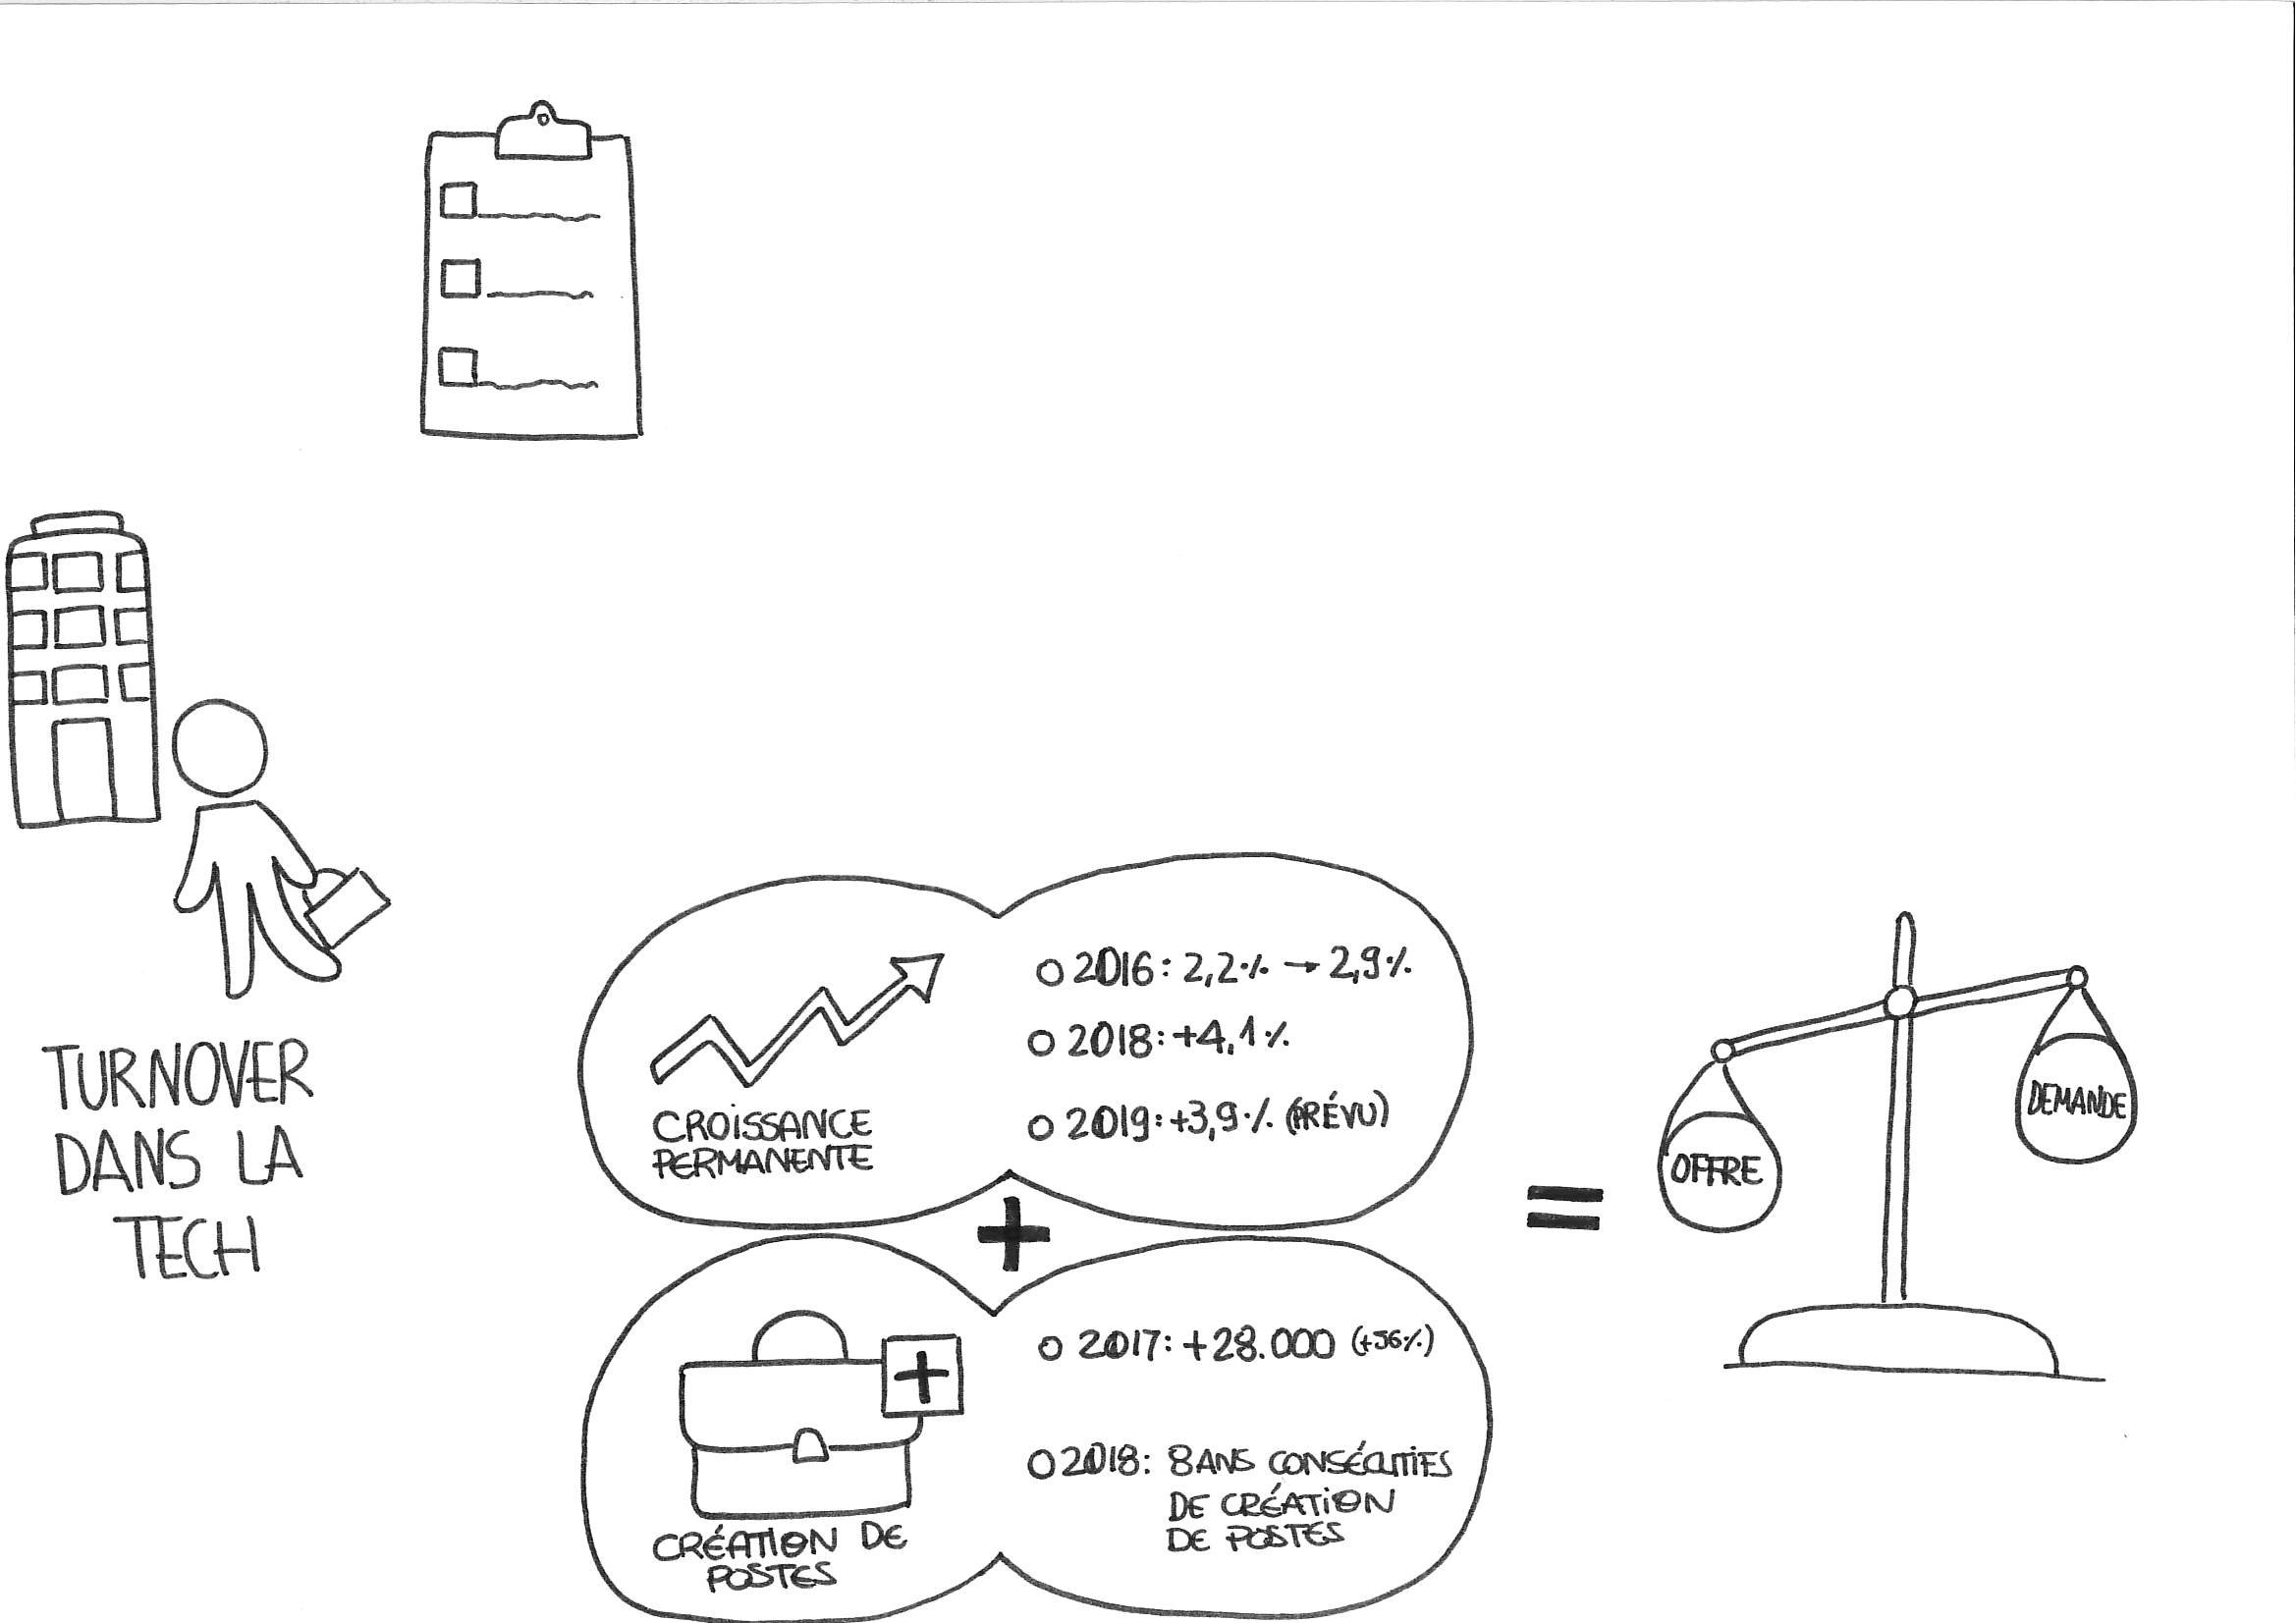 TURNOVER
DANS LA
TECH
CROISSANCE
PERMANENTE
2016: 2,2% → 2,9%
2018: +4,1%
2019: +3,9% (PRÉVU)
+
CRÉATION DE
POSTES
+
2017: +28.000 (+56%)
2018: 8 ANS CONSÉCUTIFS
DE CRÉATION
DE POSTES
=
OFFRE
DEMANDE